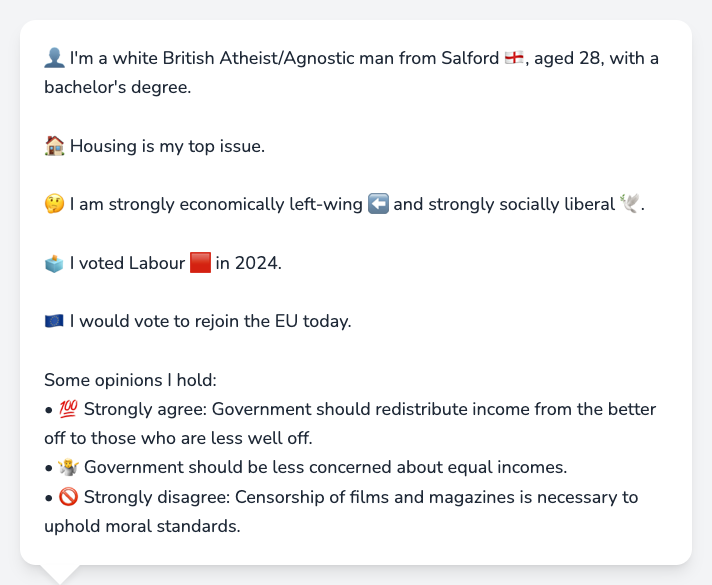 👤 I'm a white British Atheist/Agnostic man from Salford 🏴󠁧󠁢󠁥󠁮󠁧󠁿, aged 28, with a
bachelor's degree.
🏠 Housing is my top issue.
🤔 I am strongly economically left-wing ⬅️ and strongly socially liberal 🕊️.
🗳️ I voted Labour 🟥 in 2024.
🇪🇺 I would vote to rejoin the EU today.
Some opinions I hold:
• 💯 Strongly agree: Government should redistribute income from the better
off to those who are less well off.
• 🤷 Government should be less concerned about equal incomes.
• 🚫 Strongly disagree: Censorship of films and magazines is necessary to
uphold moral standards.